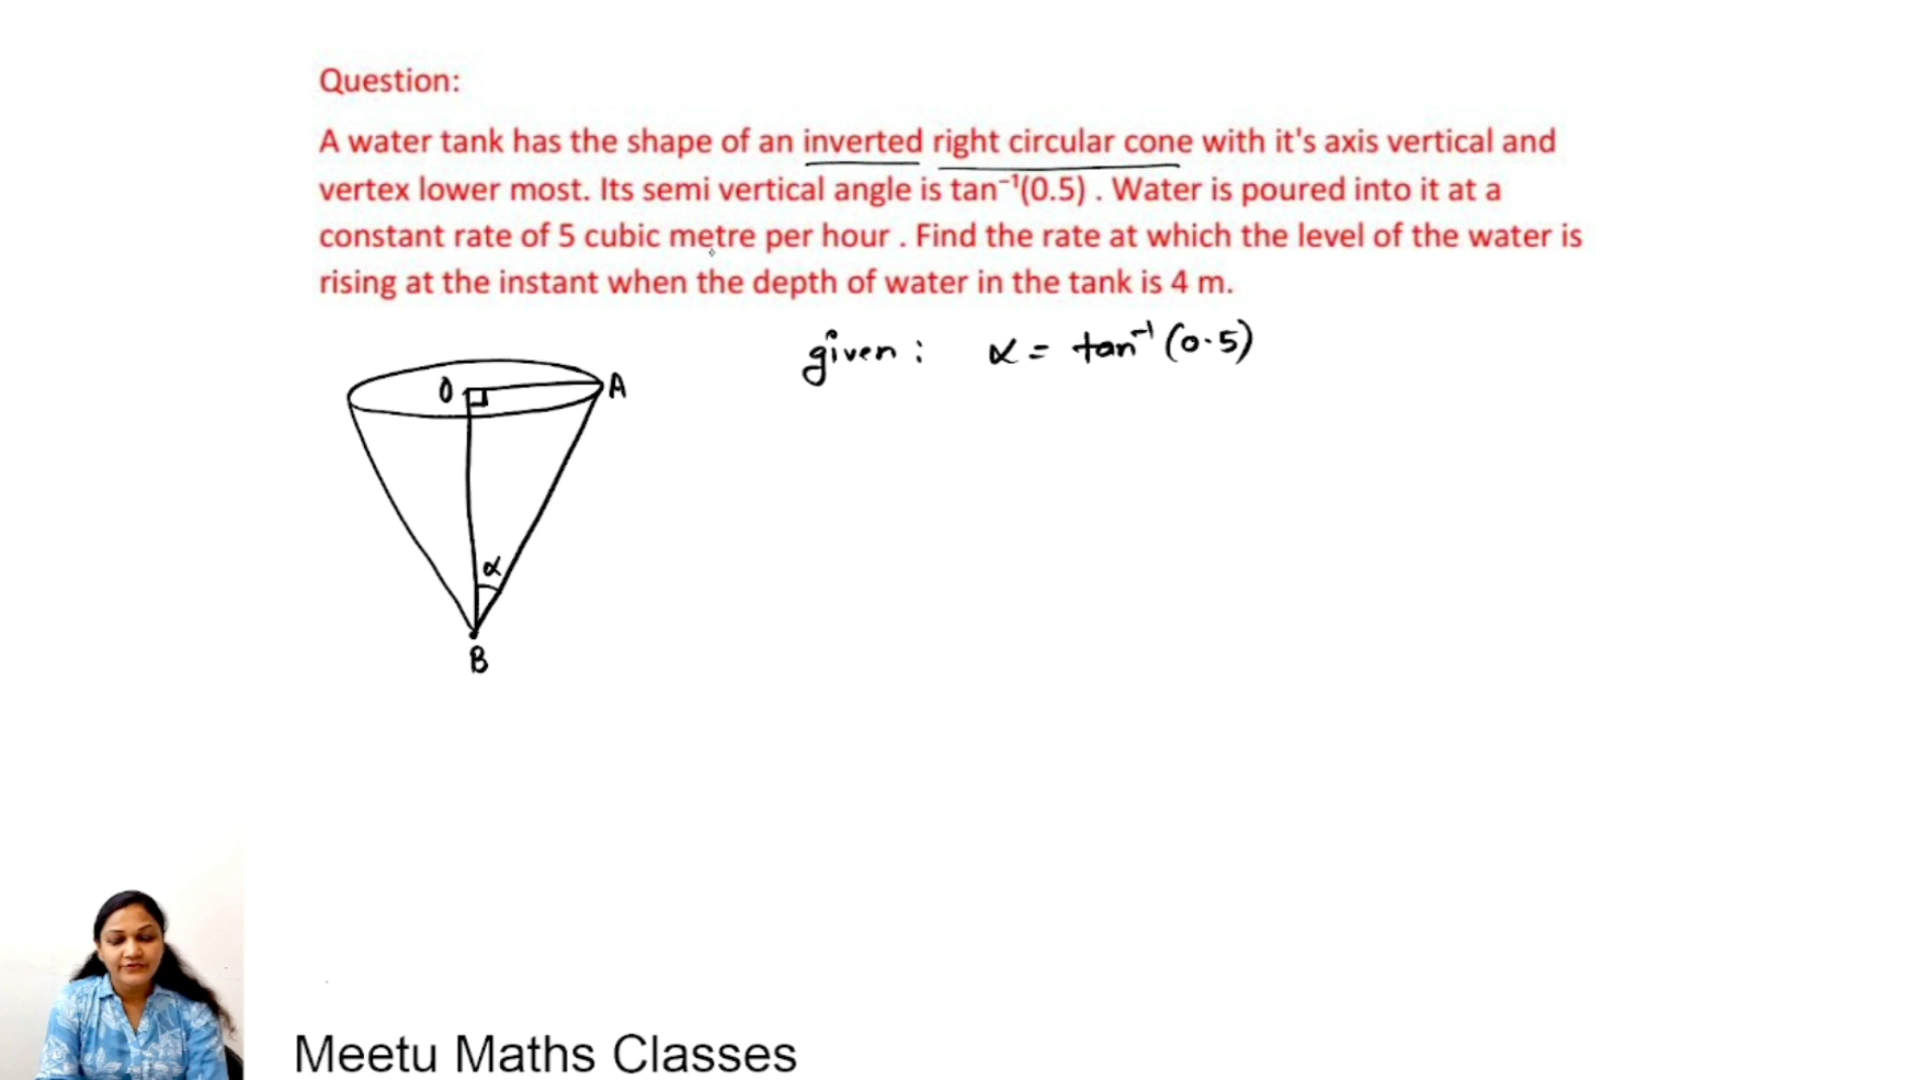 Question:
A water tank has the shape of an inverted right circular cone with it's axis vertical and
vertex lower most. Its semi vertical angle is tan⁻¹(0.5) . Water is poured into it at a
constant rate of 5 cubic metre per hour . Find the rate at which the level of the water is
rising at the instant when the depth of water in the tank is 4 m.
given : α = tan⁻¹ (0.5)
O A
α
B
Meetu Maths Classes